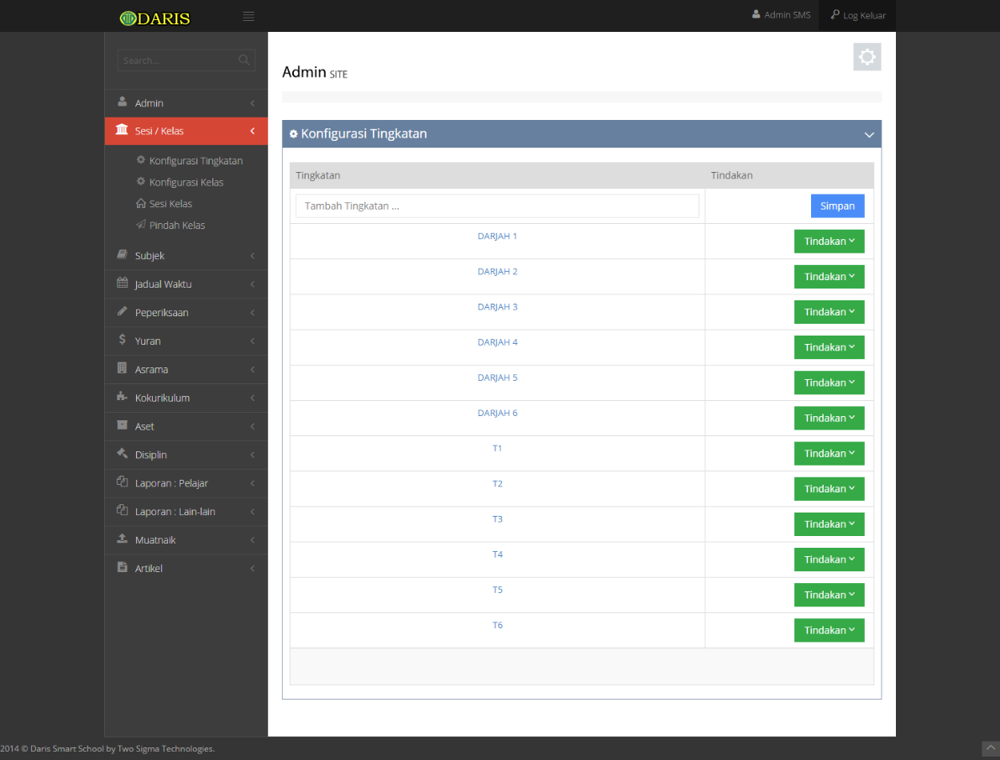 DARIS
Admin SMS
Log Keluar
Search...
Admin
Sesi / Kelas
Konfigurasi Tingkatan
Konfigurasi Kelas
Sesi Kelas
Pindah Kelas
Subjek
Jadual Waktu
Peperiksaan
Yuran
Asrama
Kokurikulum
Aset
Disiplin
Laporan : Pelajar
Laporan : Lain-lain
Muatnaik
Artikel
Admin SITE
Konfigurasi Tingkatan
Tingkatan Tindakan
Tambah Tingkatan ... Simpan
DARJAH 1 Tindakan
DARJAH 2 Tindakan
DARJAH 3 Tindakan
DARJAH 4 Tindakan
DARJAH 5 Tindakan
DARJAH 6 Tindakan
T1 Tindakan
T2 Tindakan
T3 Tindakan
T4 Tindakan
T5 Tindakan
T6 Tindakan
2014 © Daris Smart School by Two Sigma Technologies.